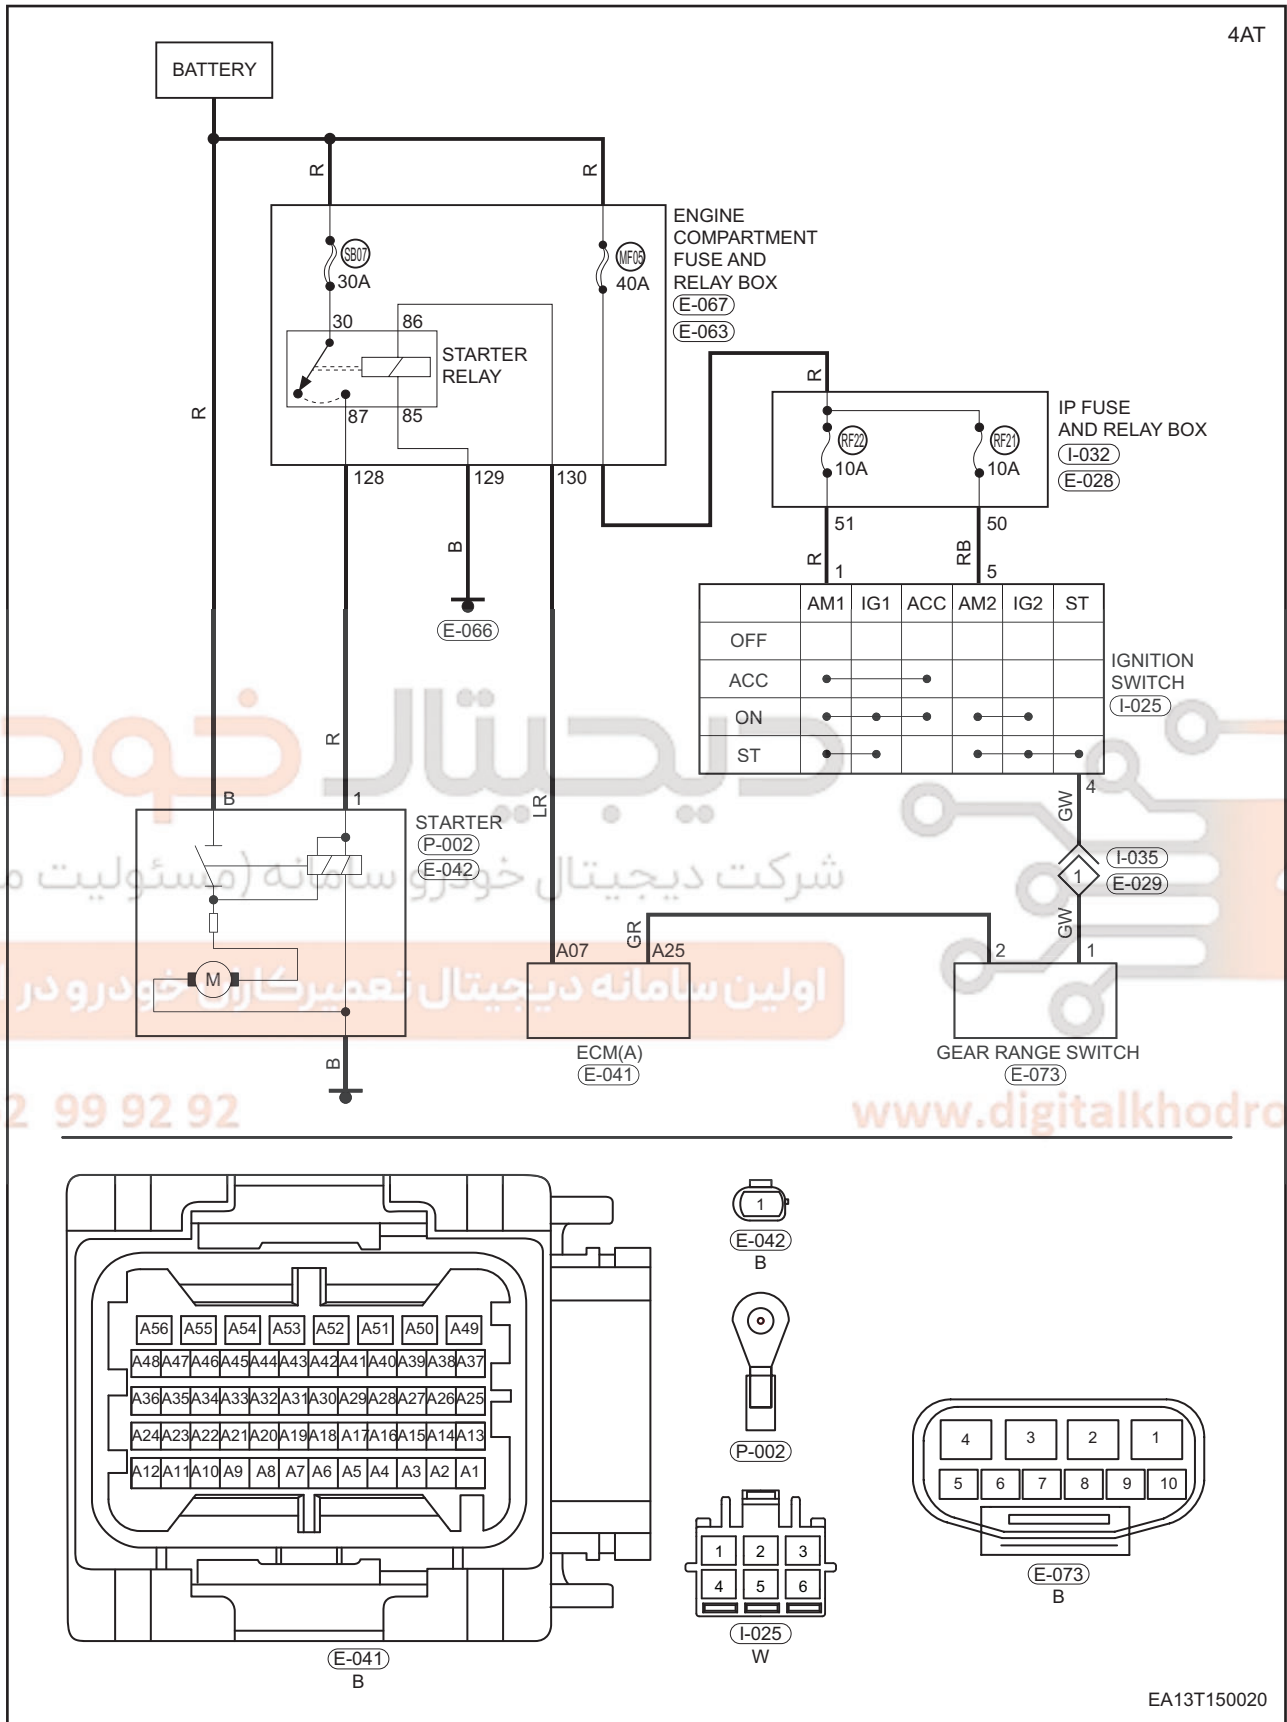 4AT
BATTERY
R
R
R
ENGINE
COMPARTMENT
FUSE AND
RELAY BOX
E-067
E-063
SB07
30A
MF05
40A
30
86
STARTER
RELAY
87
85
128
129
130
R
B
E-066
R
IP FUSE
AND RELAY BOX
I-032
E-028
RF22
10A
RF21
10A
51
50
R
RB
1
5
AM1 IG1 ACC AM2 IG2 ST
OFF
ACC
ON
ST
IGNITION
SWITCH
I-025
4
GW
1
I-035
E-029
GW
دیجیتال خود
R
LR
B
1
STARTER
P-002
E-042
شرکت دیجیتال خودرو سامانه (مسئولیت م
M
B
GR
A07
A25
2
1
اولین سامانه دیجیتال تعمیرکاران خودرو در ا
ECM(A)
E-041
GEAR RANGE SWITCH
E-073
2 99 92 92
www.digitalkhodro
A56 A55 A54 A53 A52 A51 A50 A49
A48 A47 A46 A45 A44 A43 A42 A41 A40 A39 A38 A37
A36 A35 A34 A33 A32 A31 A30 A29 A28 A27 A26 A25
A24 A23 A22 A21 A20 A19 A18 A17 A16 A15 A14 A13
A12 A11 A10 A9 A8 A7 A6 A5 A4 A3 A2 A1
E-041
B
1
E-042
B
P-002
1 2 3
4 5 6
I-025
W
4 3 2 1
5 6 7 8 9 10
E-073
B
EA13T150020